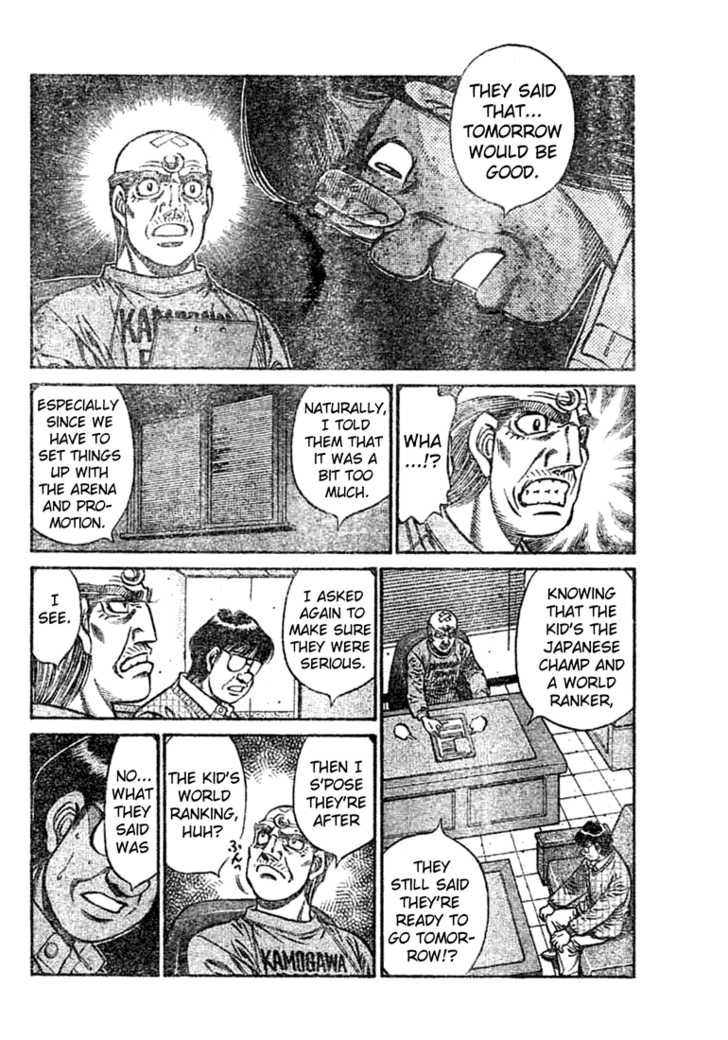 THEY SAID
THAT...
TOMORROW
WOULD BE
GOOD.
WHA
...!?
NATURALLY,
I TOLD
THEM THAT
IT WAS A
BIT TOO
MUCH.
ESPECIALLY
SINCE WE
HAVE TO
SET THINGS
UP WITH
THE ARENA
AND PRO-
MOTION.
KNOWING
THAT THE
KID'S THE
JAPANESE
CHAMP AND
A WORLD
RANKER,
THEY
STILL SAID
THEY'RE
READY TO
GO TOMOR-
ROW!?
I ASKED
AGAIN TO
MAKE SURE
THEY WERE
SERIOUS.
I
SEE.
THEN I
S'POSE
THEY'RE
AFTER
THE KID'S
WORLD
RANKING,
HUH?
ふん
KAMOGAWA
NO...
WHAT
THEY
SAID
WAS